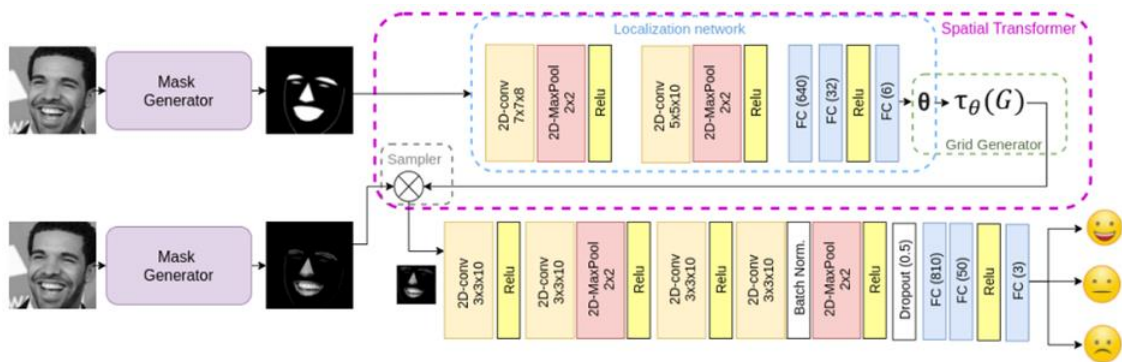 Localization network
Spatial Transformer
Mask
Generator
2D-conv
7x7x8
2D-MaxPool
2x2
Relu
2D-conv
5x5x10
2D-MaxPool
2x2
Relu
FC (640)
FC (32)
Relu
FC (6)
θ
τθ(G)
Grid Generator
Sampler
Mask
Generator
2D-conv
3x3x10
Relu
2D-conv
3x3x10
2D-MaxPool
2x2
Relu
2D-conv
3x3x10
Relu
2D-conv
3x3x10
Batch Norm.
2D-MaxPool
2x2
Relu
Dropout (0.5)
FC (810)
FC (50)
Relu
FC (3)